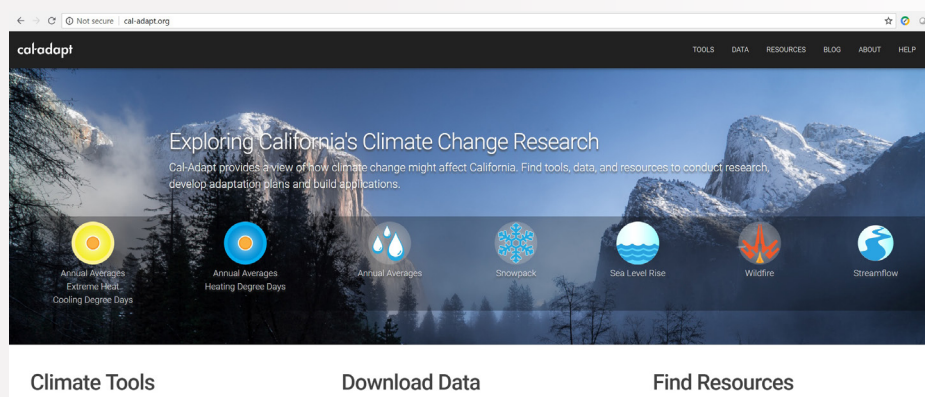 Not secure | cal-adapt.org
cal-adapt
TOOLS DATA RESOURCES BLOG ABOUT HELP
Exploring California's Climate Change Research
Cal-Adapt provides a view of how climate change might affect California. Find tools, data, and resources to conduct research,
develop adaptation plans and build applications.
Annual Averages
Extreme Heat
Cooling Degree Days
Annual Averages
Heating Degree Days
Annual Averages
Snowpack
Sea Level Rise
Wildfire
Streamflow
Climate Tools
Download Data
Find Resources